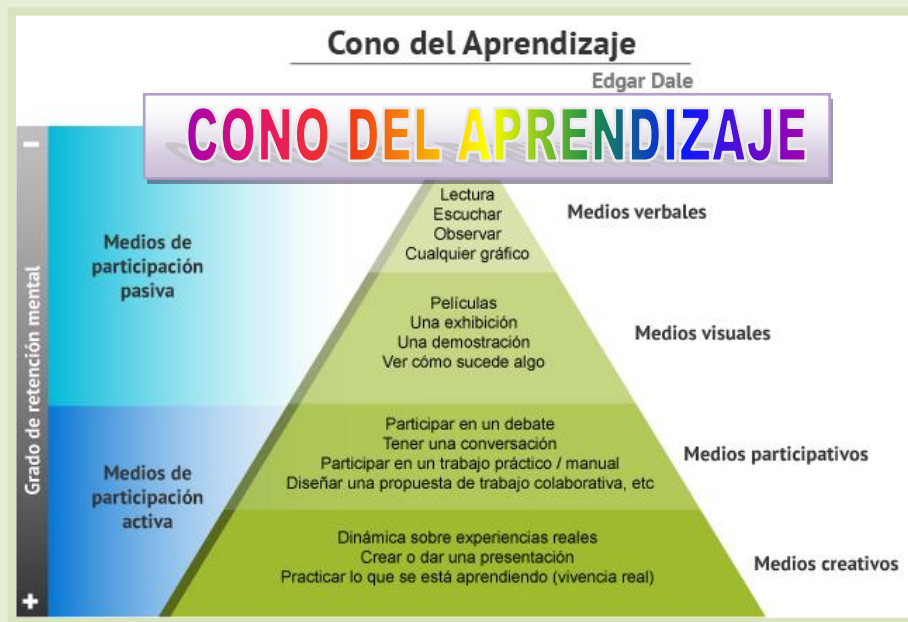 Cono del Aprendizaje
Edgar Dale
CONO DEL APRENDIZAJE
Grado de retención mental
Medios de
participación
pasiva
Lectura
Escuchar
Observar
Cualquier gráfico
Medios verbales
Películas
Una exhibición
Una demostración
Ver cómo sucede algo
Medios visuales
Medios de
participación
activa
Participar en un debate
Tener una conversación
Participar en un trabajo práctico / manual
Diseñar una propuesta de trabajo colaborativa, etc
Medios participativos
Dinámica sobre experiencias reales
Crear o dar una presentación
Practicar lo que se está aprendiendo (vivencia real)
Medios creativos